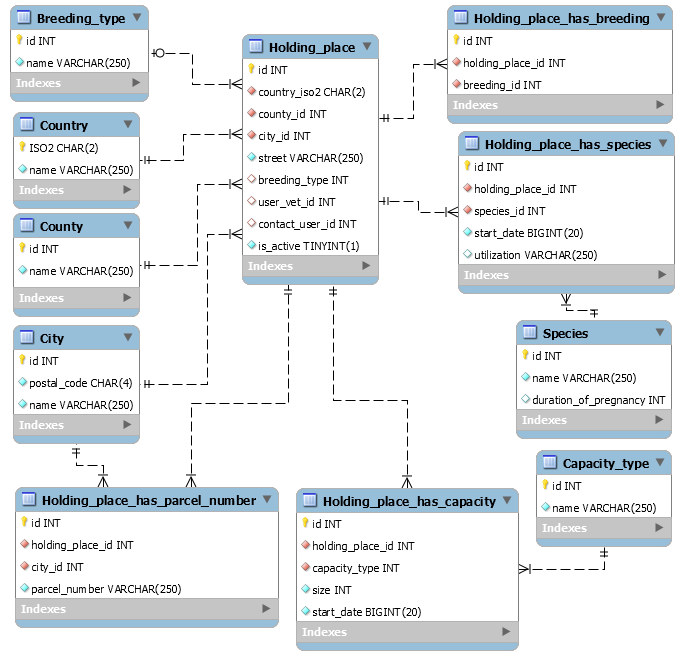 Breeding_type
id INT
name VARCHAR(250)
Indexes
Country
ISO2 CHAR(2)
name VARCHAR(250)
Indexes
County
id INT
name VARCHAR(250)
Indexes
City
id INT
postal_code CHAR(4)
name VARCHAR(250)
Indexes
Holding_place
id INT
country_iso2 CHAR(2)
county_id INT
city_id INT
street VARCHAR(250)
breeding_type INT
user_vet_id INT
contact_user_id INT
is_active TINYINT(1)
Indexes
Holding_place_has_breeding
id INT
holding_place_id INT
breeding_id INT
Indexes
Holding_place_has_species
id INT
holding_place_id INT
species_id INT
start_date BIGINT(20)
utilization VARCHAR(250)
Indexes
Species
id INT
name VARCHAR(250)
duration_of_pregnancy INT
Indexes
Capacity_type
id INT
name VARCHAR(250)
Indexes
Holding_place_has_parcel_number
id INT
holding_place_id INT
city_id INT
parcel_number VARCHAR(250)
Indexes
Holding_place_has_capacity
id INT
holding_place_id INT
capacity_type INT
size INT
start_date BIGINT(20)
Indexes